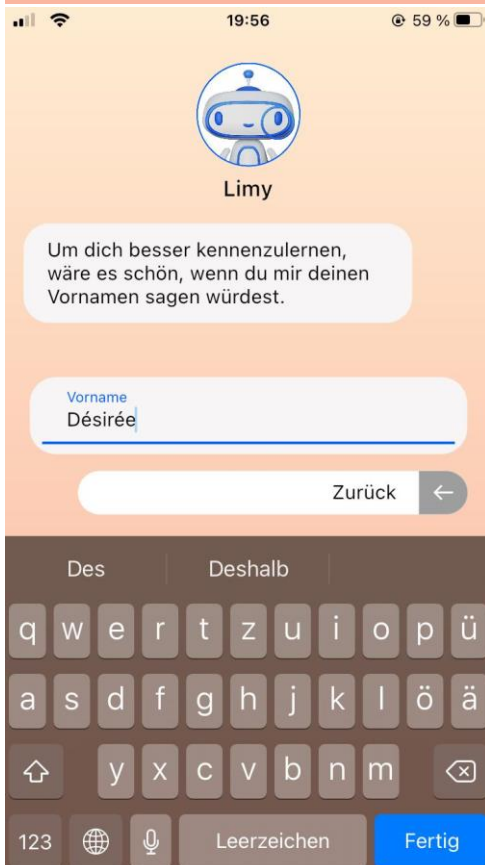 19:56
59 %
Limy
Um dich besser kennenzulernen,
wäre es schön, wenn du mir deinen
Vornamen sagen würdest.
Vorname
Désirée
Zurück
Des Deshalb
q w e r t z u i o p ü
a s d f g h j k l ö ä
y x c v b n m
123 Leerzeichen Fertig